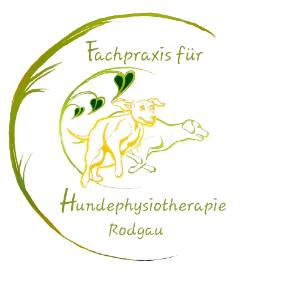 Fachpraxis für
Hundephysiotherapie
Rodgau